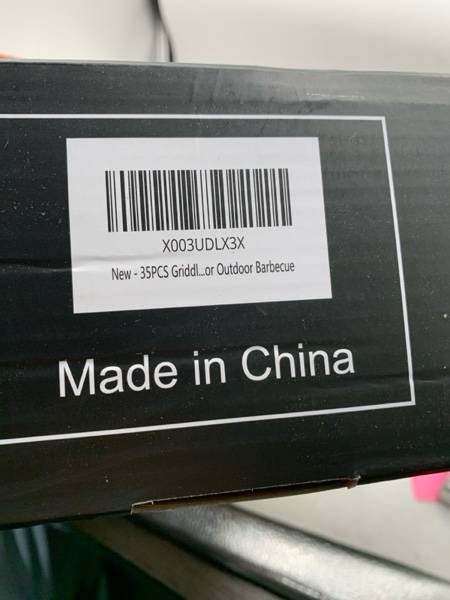 X003UDLX3X
New - 35PCS Griddl...or Outdoor Barbecue
Made in China